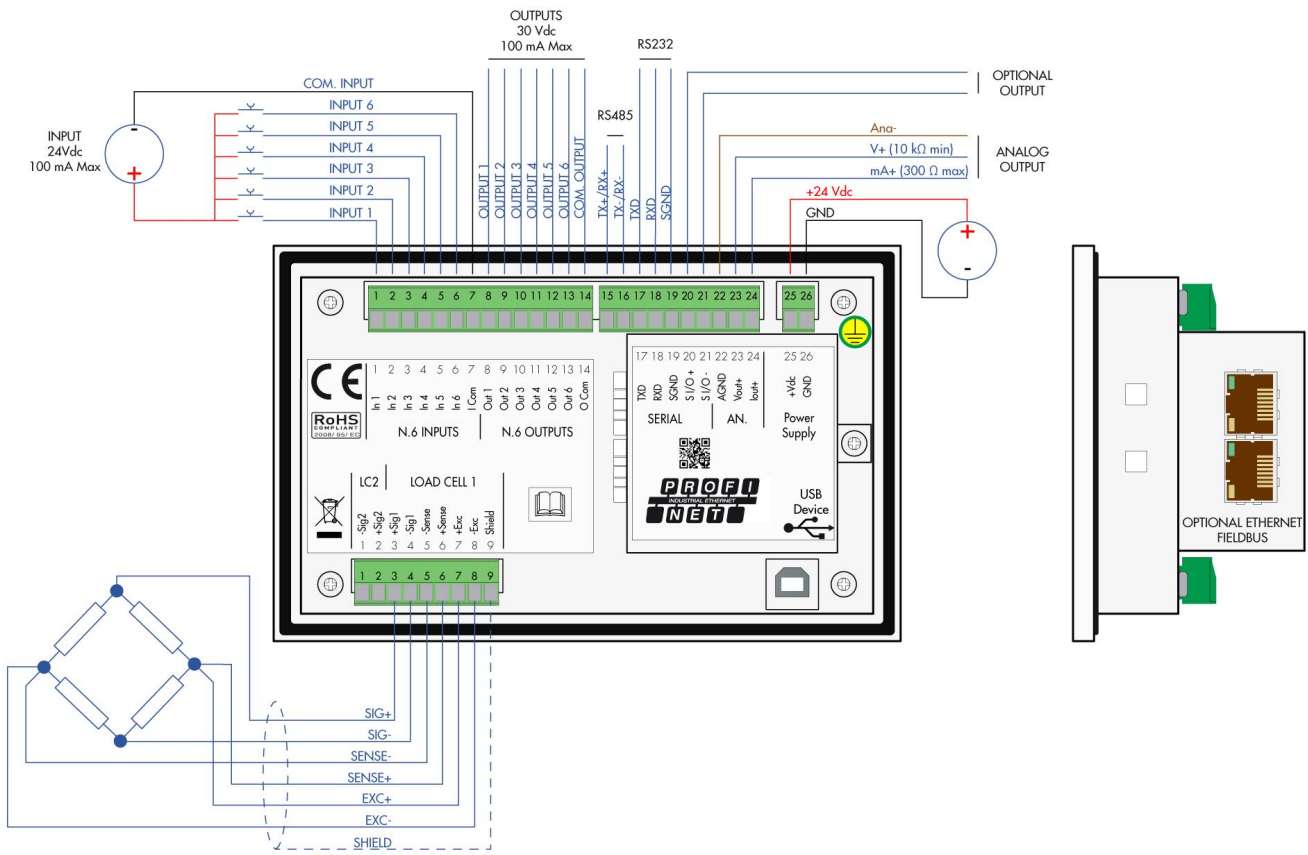 OUTPUTS
30 Vdc
100 mA Max
RS232
COM. INPUT
INPUT 6
INPUT 5
INPUT 4
INPUT 3
INPUT 2
INPUT 1
-
INPUT
24Vdc
100 mA Max
+
OUTPUT 1
OUTPUT 2
OUTPUT 3
OUTPUT 4
OUTPUT 5
OUTPUT 6
COM. OUTPUT
RS485
TX+/RX+
TX-/RX-
TXD
RXD
SGND
OPTIONAL
OUTPUT
Ana-
V+ (10 kΩ min)
mA+ (300 Ω max)
ANALOG
OUTPUT
+24 Vdc
GND
+
-
1 2 3 4 5 6 7 8 9 10 11 12 13 14
15 16 17 18 19 20 21 22 23 24
25 26
CE
RoHS
COMPLIANT
2008/95/EC
1 2 3 4 5 6 7 8 9 10 11 12 13 14
In 1
In 2
In 3
In 4
In 5
In 6
I Com
Out 1
Out 2
Out 3
Out 4
Out 5
Out 6
O Com
N.6 INPUTS
N.6 OUTPUTS
17 18 19 20 21 22 23 24
25 26
TXD
RXD
SGND
S I/O +
S I/O -
AGND
Vout+
Iout+
+Vdc
GND
SERIAL
AN.
Power
Supply
PROFI
INDUSTRIAL ETHERNET
NET
USB
Device
LC2
LOAD CELL 1
-Sig2
+Sig2
+Sig1
-Sig1
-Sense
+Sense
+Exc
-Exc
Shield
1 2 3 4 5 6 7 8 9
1 2 3 4 5 6 7 8 9
SIG+
SIG-
SENSE-
SENSE+
EXC+
EXC-
SHIELD
OPTIONAL ETHERNET
FIELDBUS